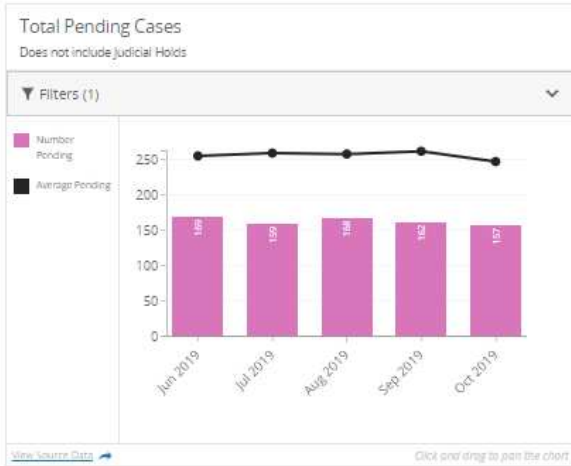 Total Pending Cases
Does not include Judicial Holds
Filters (1)
Number
Pending
Average Pending
250
200
150
100
50
0
169
159
168
162
157
Jun 2019
Jul 2019
Aug 2019
Sep 2019
Oct 2019
View Source Data
Click and drag to pan the chart